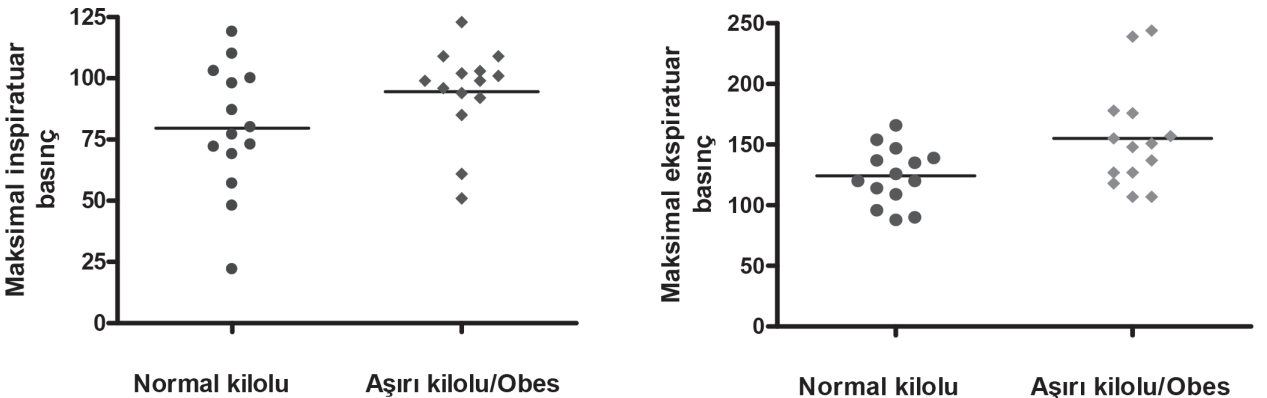 Maksimal inspiratuar
basınç
125
100
75
50
25
0
Normal kilolu
Aşırı kilolu/Obes
Maksimal ekspiratuar
basınç
250
200
150
100
50
0
Normal kilolu
Aşırı kilolu/Obes